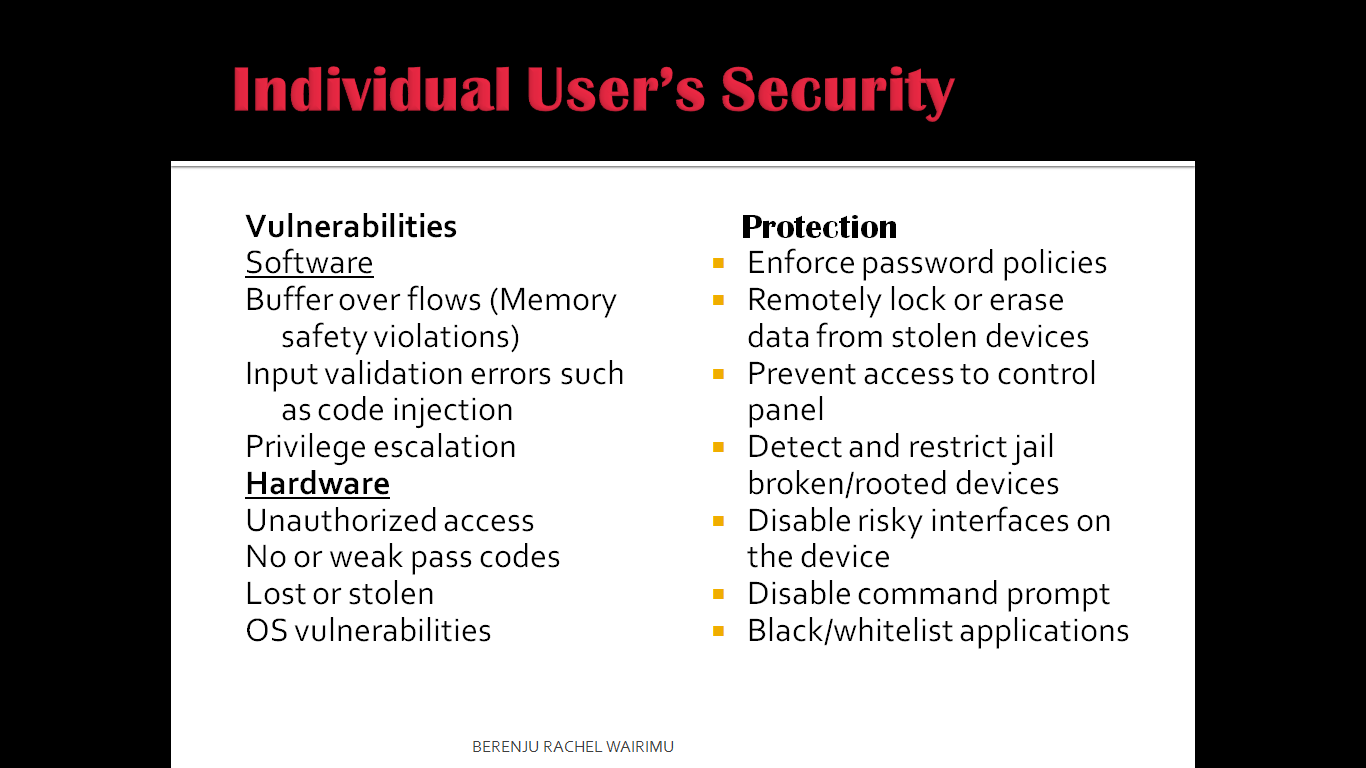 Individual User's Security
Vulnerabilities
Software
Buffer over flows (Memory
safety violations)
Input validation errors such
as code injection
Privilege escalation
Hardware
Unauthorized access
No or weak pass codes
Lost or stolen
OS vulnerabilities
Protection
Enforce password policies
Remotely lock or erase
data from stolen devices
Prevent access to control
panel
Detect and restrict jail
broken/rooted devices
Disable risky interfaces on
the device
Disable command prompt
Black/whitelist applications
BERENJU RACHEL WAIRIMU